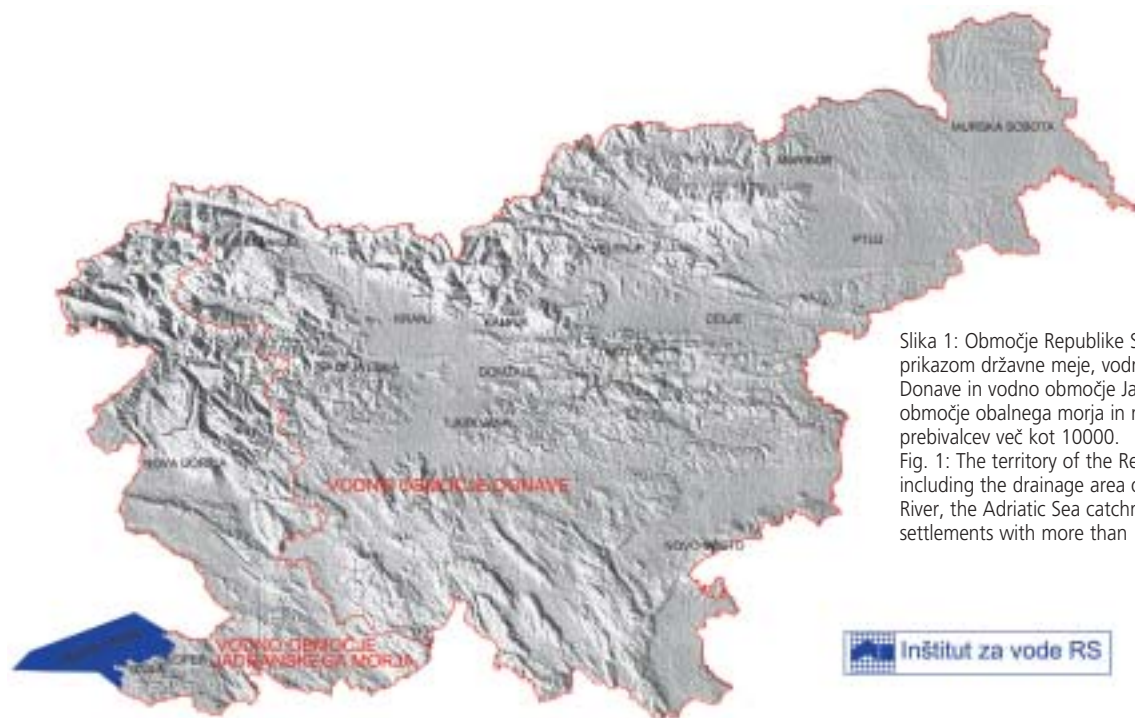 MURSKA SOBOTA
MARIBOR
PTUJ
VELENJE
KRANJ
KAMNIK
CELJE
ŠKOFJA LOKA
DOMŽALE
LJUBLJANA
NOVA GORICA
VODNO OBMOČJE DONAVE
NOVO MESTO
VODNO OBMOČJE
JADRANSKEGA MORJA
KOPER
IZOLA
Slika 1: Območje Republike S
prikazom državne meje, vodn
Donave in vodno območje Ja
območje obalnega morja in n
prebivalcev več kot 10000.
Fig. 1: The territory of the Re
including the drainage area o
River, the Adriatic Sea catchm
settlements with more than
Inštitut za vode RS